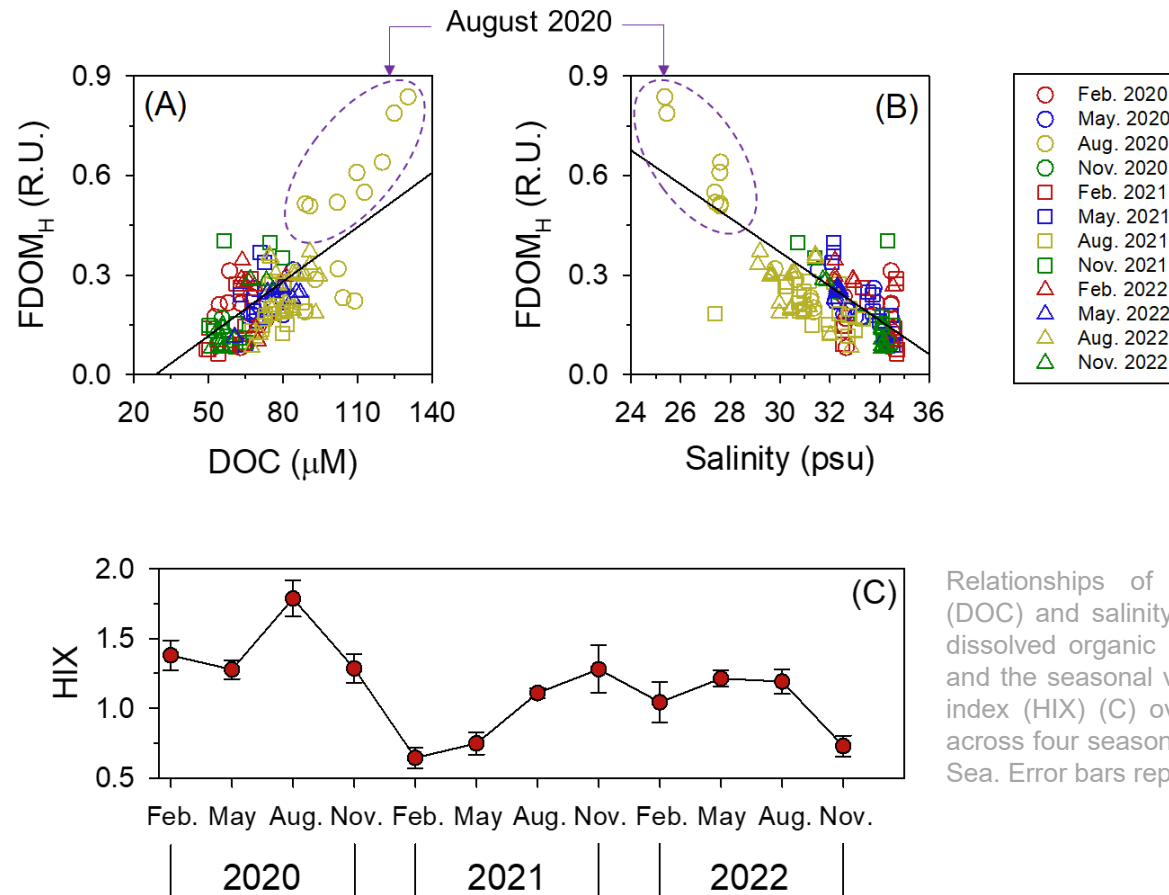 August 2020
(A)
0.9
0.6
0.3
0.0
FDOM_H (R.U.)
20 50 80 110 140
DOC (μM)
(B)
0.9
0.6
0.3
0.0
FDOM_H (R.U.)
24 26 28 30 32 34 36
Salinity (psu)
Feb. 2020
May. 2020
Aug. 2020
Nov. 2020
Feb. 2021
May. 2021
Aug. 2021
Nov. 2021
Feb. 2022
May. 2022
Aug. 2022
Nov. 2022
(C)
2.0
1.5
1.0
0.5
HIX
Feb. May Aug. Nov. Feb. May Aug. Nov. Feb. May Aug. Nov.
2020 2021 2022
Relationships of
(DOC) and salinity
dissolved organic
and the seasonal v
index (HIX) (C) ov
across four season
Sea. Error bars rep